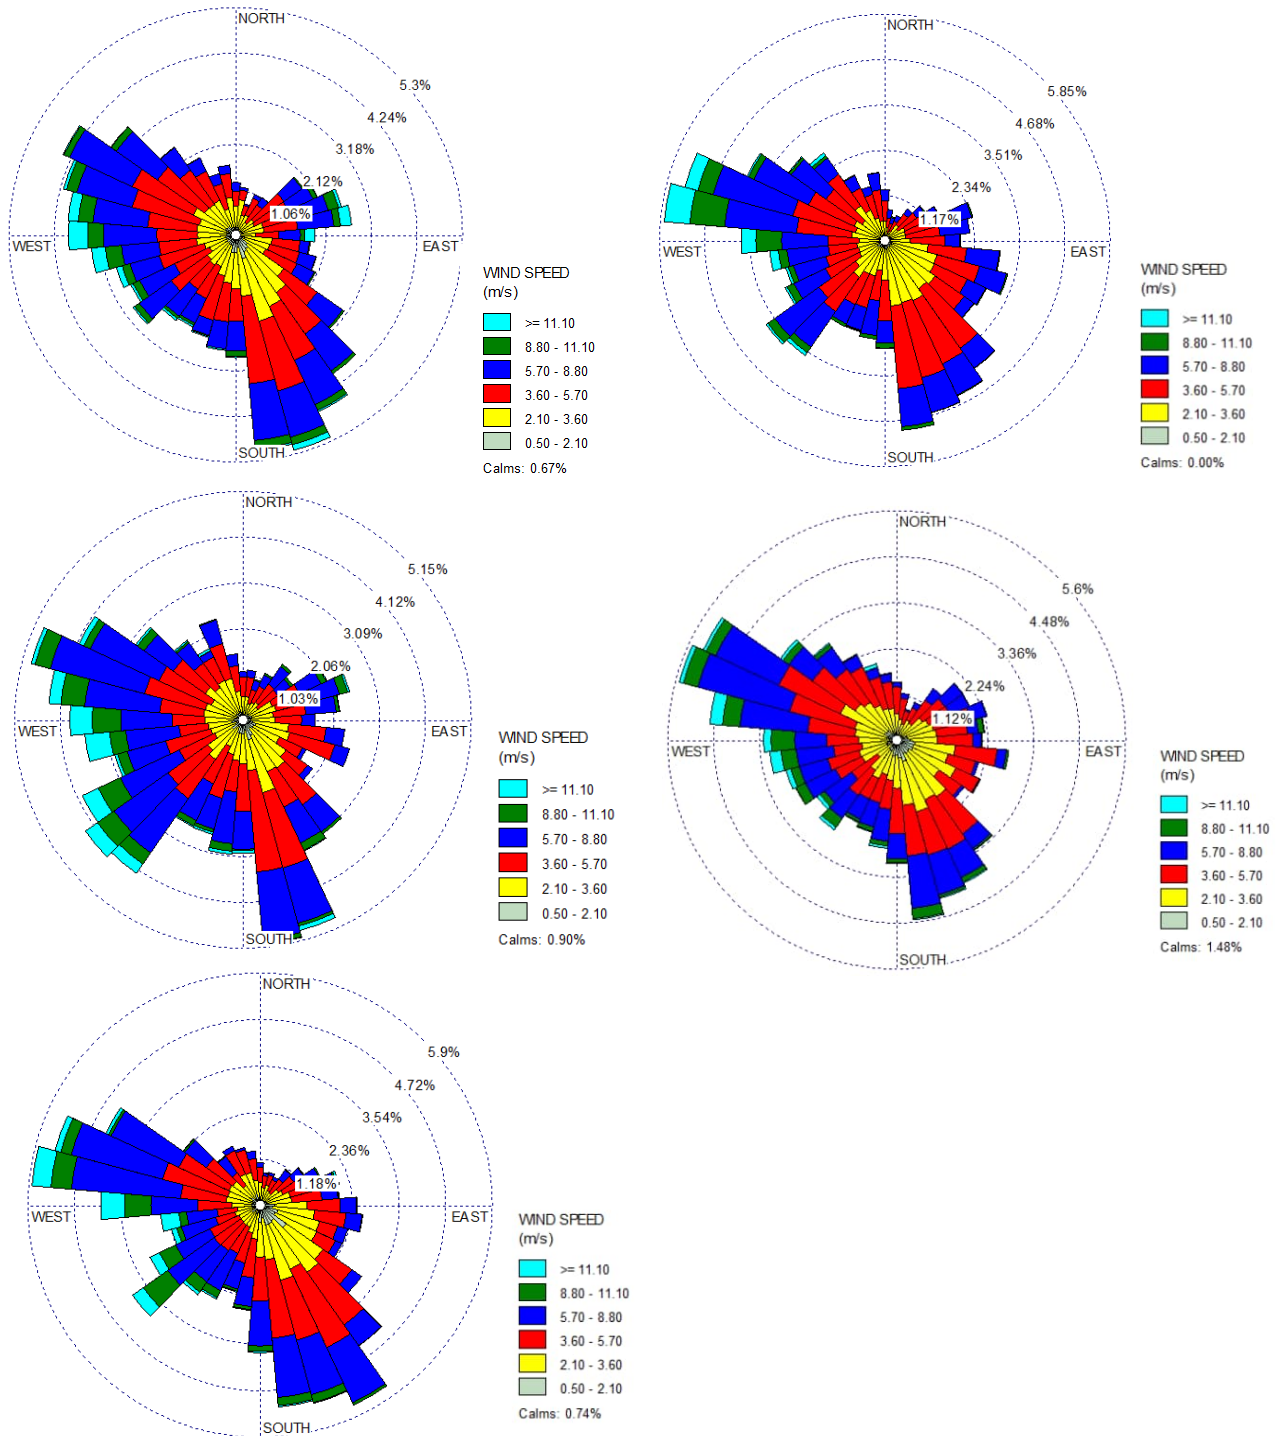 NORTH
5.3%
4.24%
3.18%
2.12%
1.06%
WEST
EAST
SOUTH
WIND SPEED
(m/s)
>= 11.10
8.80 - 11.10
5.70 - 8.80
3.60 - 5.70
2.10 - 3.60
0.50 - 2.10
Calms: 0.67%
NORTH
5.85%
4.68%
3.51%
2.34%
1.17%
WEST
EAST
SOUTH
WIND SPEED
(m/s)
>= 11.10
8.80 - 11.10
5.70 - 8.80
3.60 - 5.70
2.10 - 3.60
0.50 - 2.10
Calms: 0.00%
NORTH
5.15%
4.12%
3.09%
2.06%
1.03%
WEST
EAST
SOUTH
WIND SPEED
(m/s)
>= 11.10
8.80 - 11.10
5.70 - 8.80
3.60 - 5.70
2.10 - 3.60
0.50 - 2.10
Calms: 0.90%
NORTH
5.6%
4.48%
3.36%
2.24%
1.12%
WEST
EAST
SOUTH
WIND SPEED
(m/s)
>= 11.10
8.80 - 11.10
5.70 - 8.80
3.60 - 5.70
2.10 - 3.60
0.50 - 2.10
Calms: 1.48%
NORTH
5.9%
4.72%
3.54%
2.36%
1.18%
WEST
EAST
SOUTH
WIND SPEED
(m/s)
>= 11.10
8.80 - 11.10
5.70 - 8.80
3.60 - 5.70
2.10 - 3.60
0.50 - 2.10
Calms: 0.74%